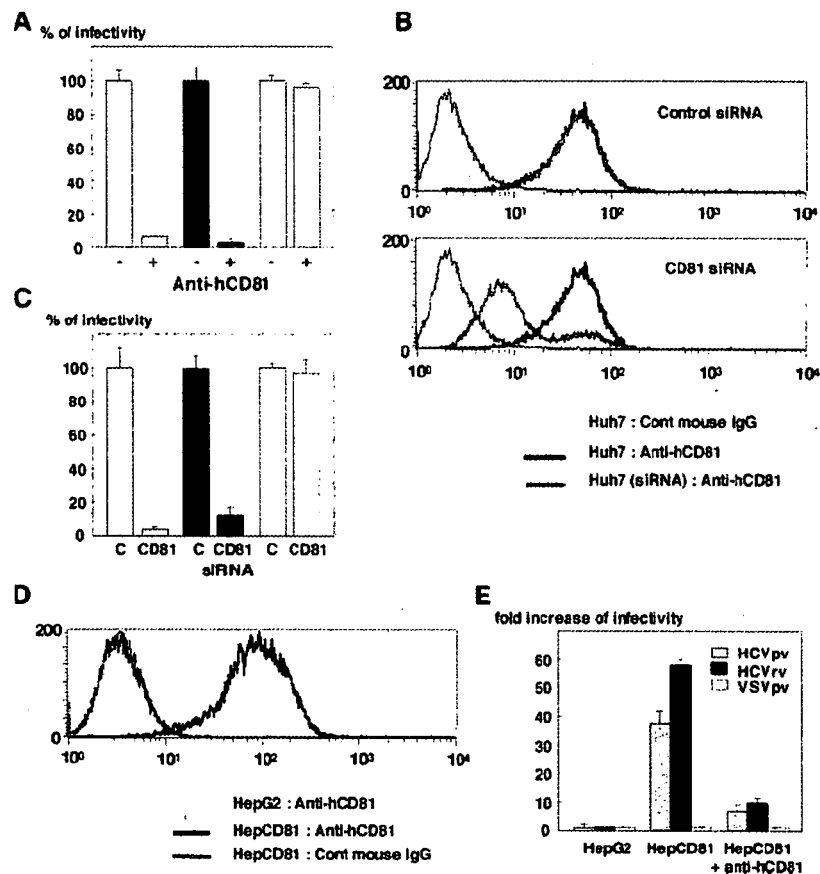 A
% of infectivity
100
80
60
40
20
0
- + - + - +
Anti-hCD81
B
200
Control siRNA
0
10⁰ 10¹ 10² 10³ 10⁴
200
CD81 siRNA
0
10⁰ 10¹ 10² 10³ 10⁴
Huh7 : Cont mouse IgG
Huh7 : Anti-hCD81
Huh7 (siRNA) : Anti-hCD81
C
% of infectivity
100
80
60
40
20
0
C CD81 C CD81 C CD81
siRNA
D
200
0
10⁰ 10¹ 10² 10³ 10⁴
HepG2 : Anti-hCD81
HepCD81 : Anti-hCD81
HepCD81 : Cont mouse IgG
E
fold increase of infectivity
60
50
40
30
20
10
0
HCVpv
HCVrv
VSVpv
HepG2 HepCD81 HepCD81
+ anti-hCD81